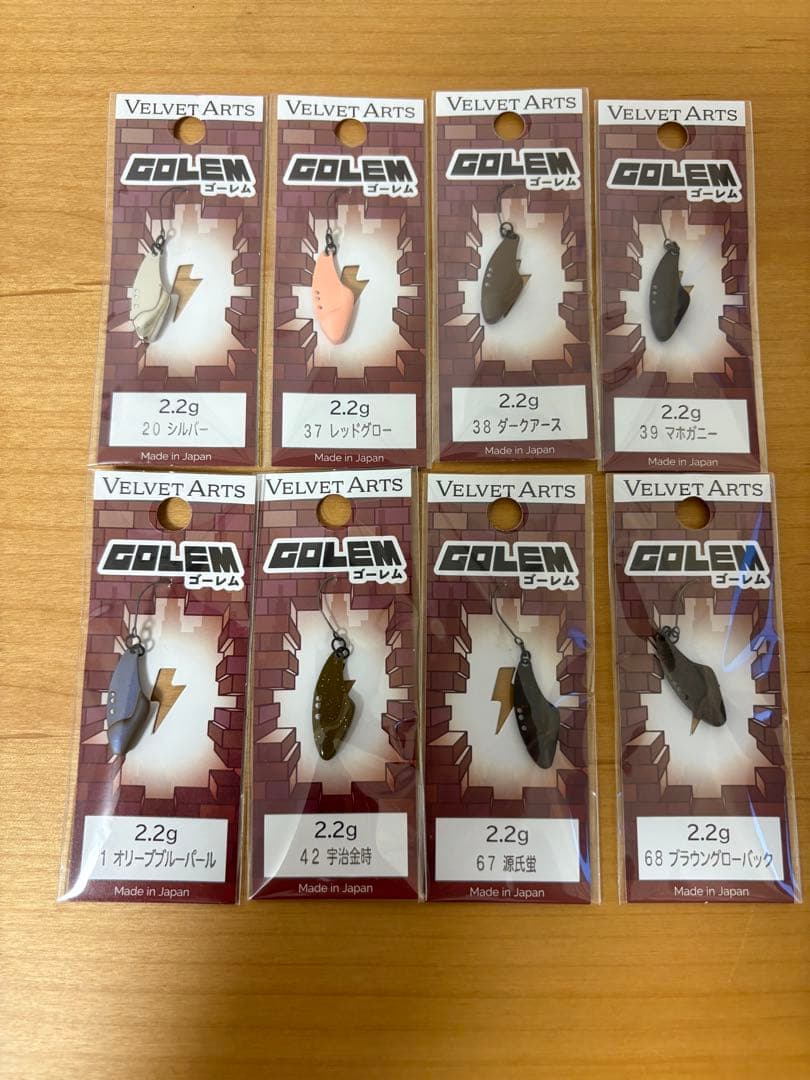 VELVET ARTS
GOLEM
ゴーレム
2.2g
20 シルバー
Made in Japan
VELVET ARTS
GOLEM
ゴーレム
2.2g
37 レッドグロー
Made in Japan
VELVET ARTS
GOLEM
ゴーレム
2.2g
38 ダークアース
Made in Japan
VELVET ARTS
GOLEM
ゴーレム
2.2g
39 マホガニー
Made in Japan
VELVET ARTS
GOLEM
ゴーレム
2.2g
1 オリーブブルーパール
Made in Japan
VELVET ARTS
GOLEM
ゴーレム
2.2g
42 宇治金時
Made in Japan
VELVET ARTS
GOLEM
ゴーレム
2.2g
67 源氏蛍
Made in Japan
VELVET ARTS
GOLEM
ゴーレム
2.2g
68 ブラウングローバック
Made in Japan